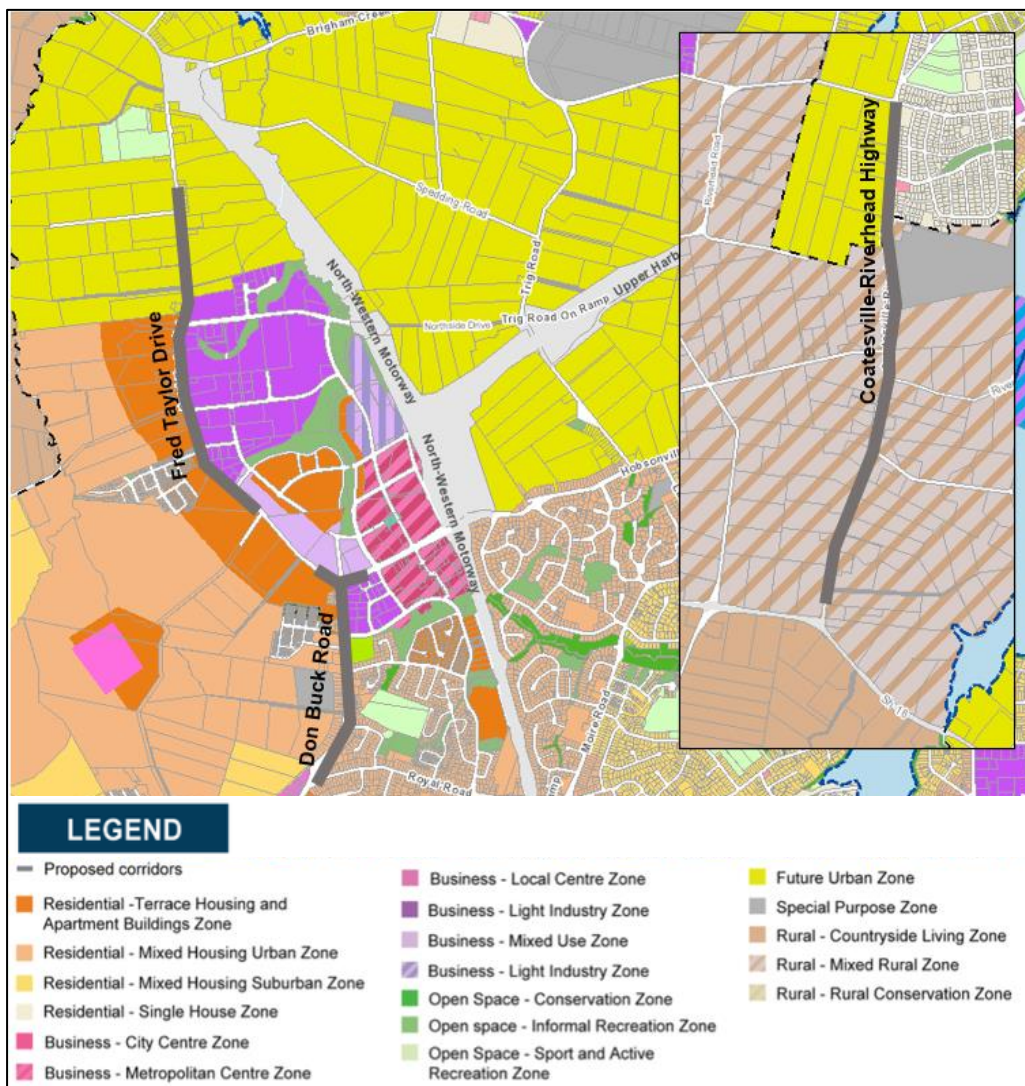 Brigham Creek
Spedding Road
Trig Road
North-Western Motorway
Upper Harb
Northside Drive
Trig Road On Ramp
Fred Taylor Drive
North-Western Motorway
Hobsonvill
Don Buck Road
Moire Road
Royal Road
Riverhead Road
Coatesville-Riverhead Highway
River
SH-16
LEGEND
Proposed corridors
Residential -Terrace Housing and
Apartment Buildings Zone
Residential - Mixed Housing Urban Zone
Residential - Mixed Housing Suburban Zone
Residential - Single House Zone
Business - City Centre Zone
Business - Metropolitan Centre Zone
Business - Local Centre Zone
Business - Light Industry Zone
Business - Mixed Use Zone
Business - Light Industry Zone
Open Space - Conservation Zone
Open space - Informal Recreation Zone
Open Space - Sport and Active
Recreation Zone
Future Urban Zone
Special Purpose Zone
Rural - Countryside Living Zone
Rural - Mixed Rural Zone
Rural - Rural Conservation Zone